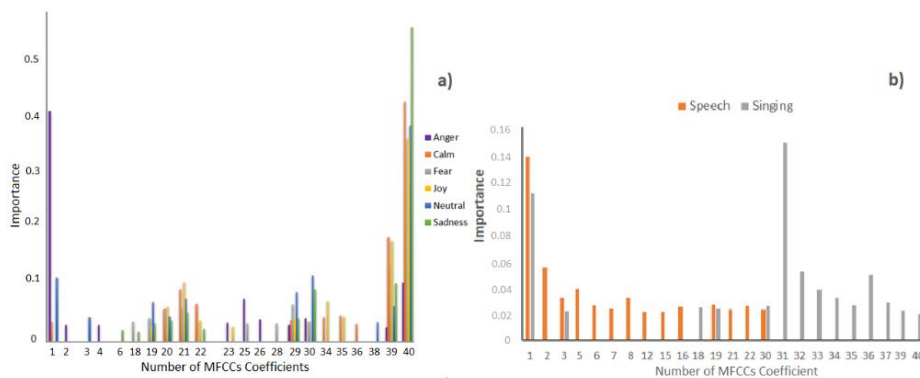 a)
0.5
0.4
0.3
0.2
0.1
0
Importance
Anger
Calm
Fear
Joy
Neutral
Sadness
1 2 3 4 6 18 19 20 21 22 23 25 26 28 29 30 34 35 36 38 39 40
Number of MFCCs Coefficients
b)
Speech Singing
0.16
0.14
0.12
0.1
0.08
0.06
0.04
0.02
0
Importance
1 2 3 5 6 7 8 12 15 16 18 19 21 22 30 31 32 33 34 35 36 37 39 40
Number of MFCCs Coefficient